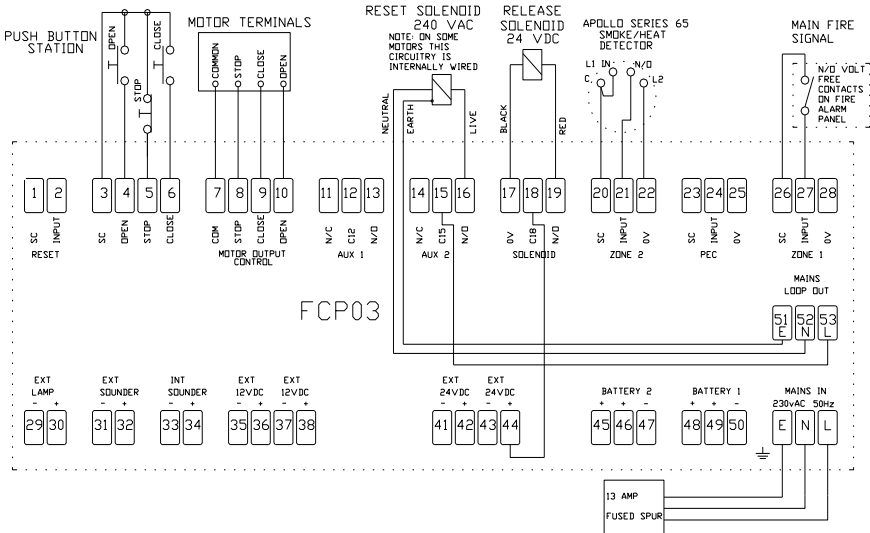 PUSH BUTTON
STATION
OPEN
STOP
CLOSE
MOTOR TERMINALS
COMMON
STOP
CLOSE
OPEN
RESET SOLENOID
240 VAC
NOTE: ON SOME
MOTORS THIS
CIRCUITRY IS
INTERNALLY WIRED
NEUTRAL
EARTH
LIVE
RELEASE
SOLENOID
24 VDC
BLACK
RED
APOLLO SERIES 65
SMOKE/HEAT
DETECTOR
L1 IN
N/O
C
L2
MAIN FIRE
SIGNAL
N/O VOLT
FREE
CONTACTS
ON FIRE
ALARM
PANEL
1 2 3 4 5 6 7 8 9 10 11 12 13 14 15 16 17 18 19 20 21 22 23 24 25 26 27 28
SC INPUT SC OPEN STOP CLOSE COM STOP CLOSE OPEN N/C C12 N/O N/C C15 N/O 0V C18 N/O SC INPUT 0V SC INPUT 0V SC INPUT 0V
RESET
MOTOR OUTPUT
CONTROL
AUX 1
AUX 2
SOLENOID
ZONE 2
PEC
ZONE 1
MAINS
LOOP OUT
FCP03
51 52 53
E N L
EXT
LAMP
- +
EXT
SOUNDER
- +
INT
SOUNDER
- +
EXT
12VDC
- +
EXT
12VDC
- +
EXT
24VDC
- +
EXT
24VDC
- +
BATTERY 2
+ + -
BATTERY 1
+ + -
MAINS IN
230vAC 50Hz
29 30 31 32 33 34 35 36 37 38 41 42 43 44 45 46 47 48 49 50 E N L
13 AMP
FUSED SPUR